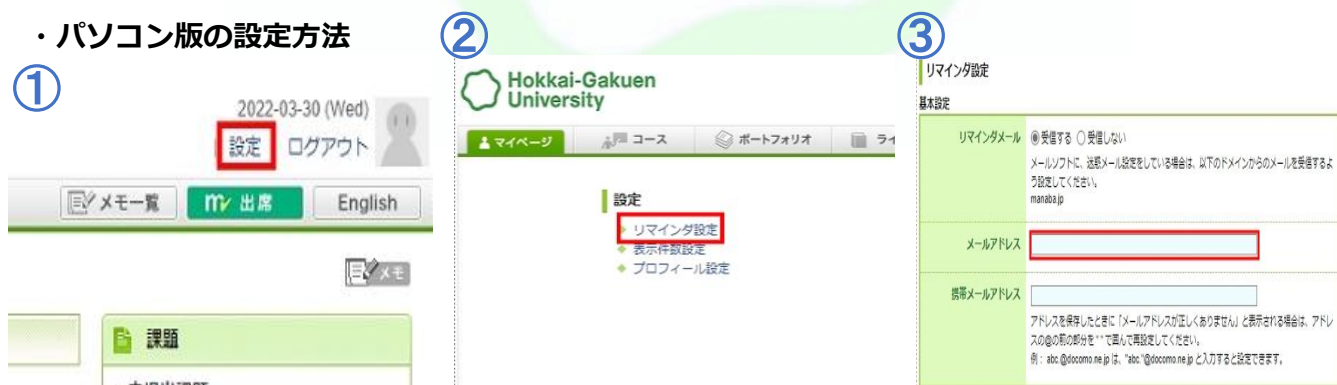 ・パソコン版の設定方法
①
2022-03-30 (Wed)
設定 ログアウト
メモ一覧 出席 English
メモ
課題
②
Hokkai-Gakuen
University
マイページ コース ポートフォリオ
設定
リマインダ設定
表示件数設定
プロフィール設定
③
リマインダ設定
基本設定
リマインダメール 受信する 受信しない
メールソフトに、迷惑メール設定をしている場合は、以下のドメインからのメールを受信するよ
う設定してください。
manaba.jp
メールアドレス
携帯メールアドレス
アドレスを保存したときに「メールアドレスが正しくありません」と表示される場合は、アドレ
スの@の前の部分を" "で囲んで再設定してください。
例： abc.@docomo.ne.jp は、"abc."@docomo.ne.jp と入力すると設定できます。